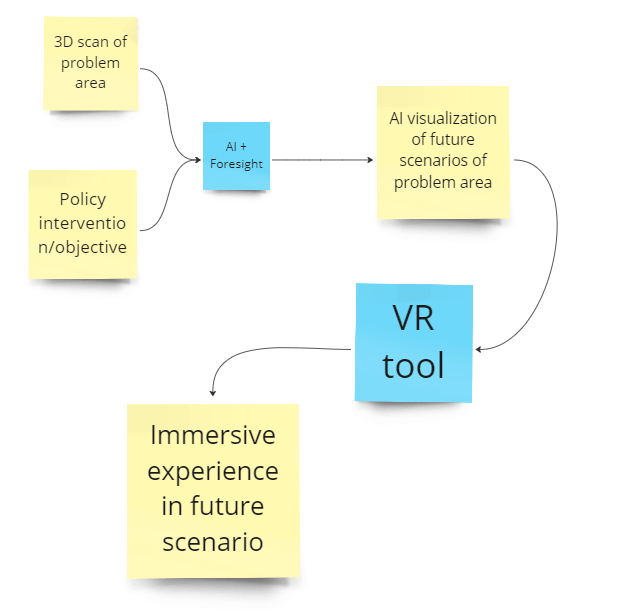 3D scan of
problem
area
Policy
interventio
n/objective
AI +
Foresight
AI visualization
of future
scenarios of
problem area
VR
tool
Immersive
experience
in future
scenario